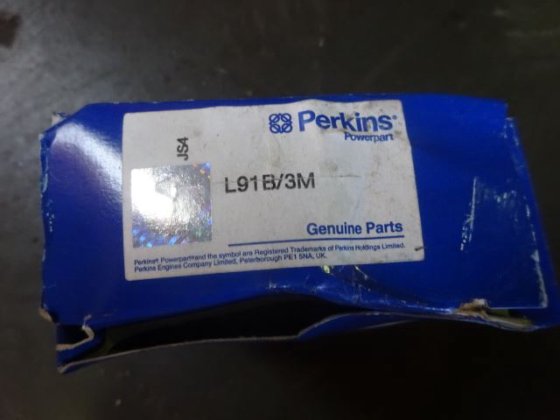 Perkins®
Powerpart
JS4
L91B/3M
Genuine Parts
Perkins® Powerpart and the symbol are Registered Trademarks of Perkins Holdings Limited.
Perkins Engines Company Limited, Peterborough PE1 5NA, UK.